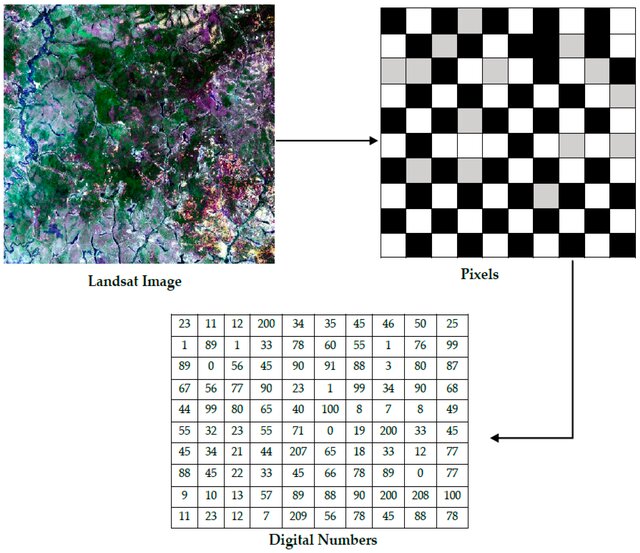 Landsat Image
Pixels
23 11 12 200 34 35 45 46 50 25
1 89 1 33 78 60 55 1 76 99
89 0 56 45 90 91 88 3 80 87
67 56 77 90 23 1 99 34 90 68
44 99 80 65 40 100 8 7 8 49
55 32 23 55 71 0 19 200 33 45
45 34 21 44 207 65 18 33 12 77
88 45 22 33 45 66 78 89 0 77
9 10 13 57 89 88 90 200 208 100
11 23 12 7 209 56 78 45 88 78
Digital Numbers